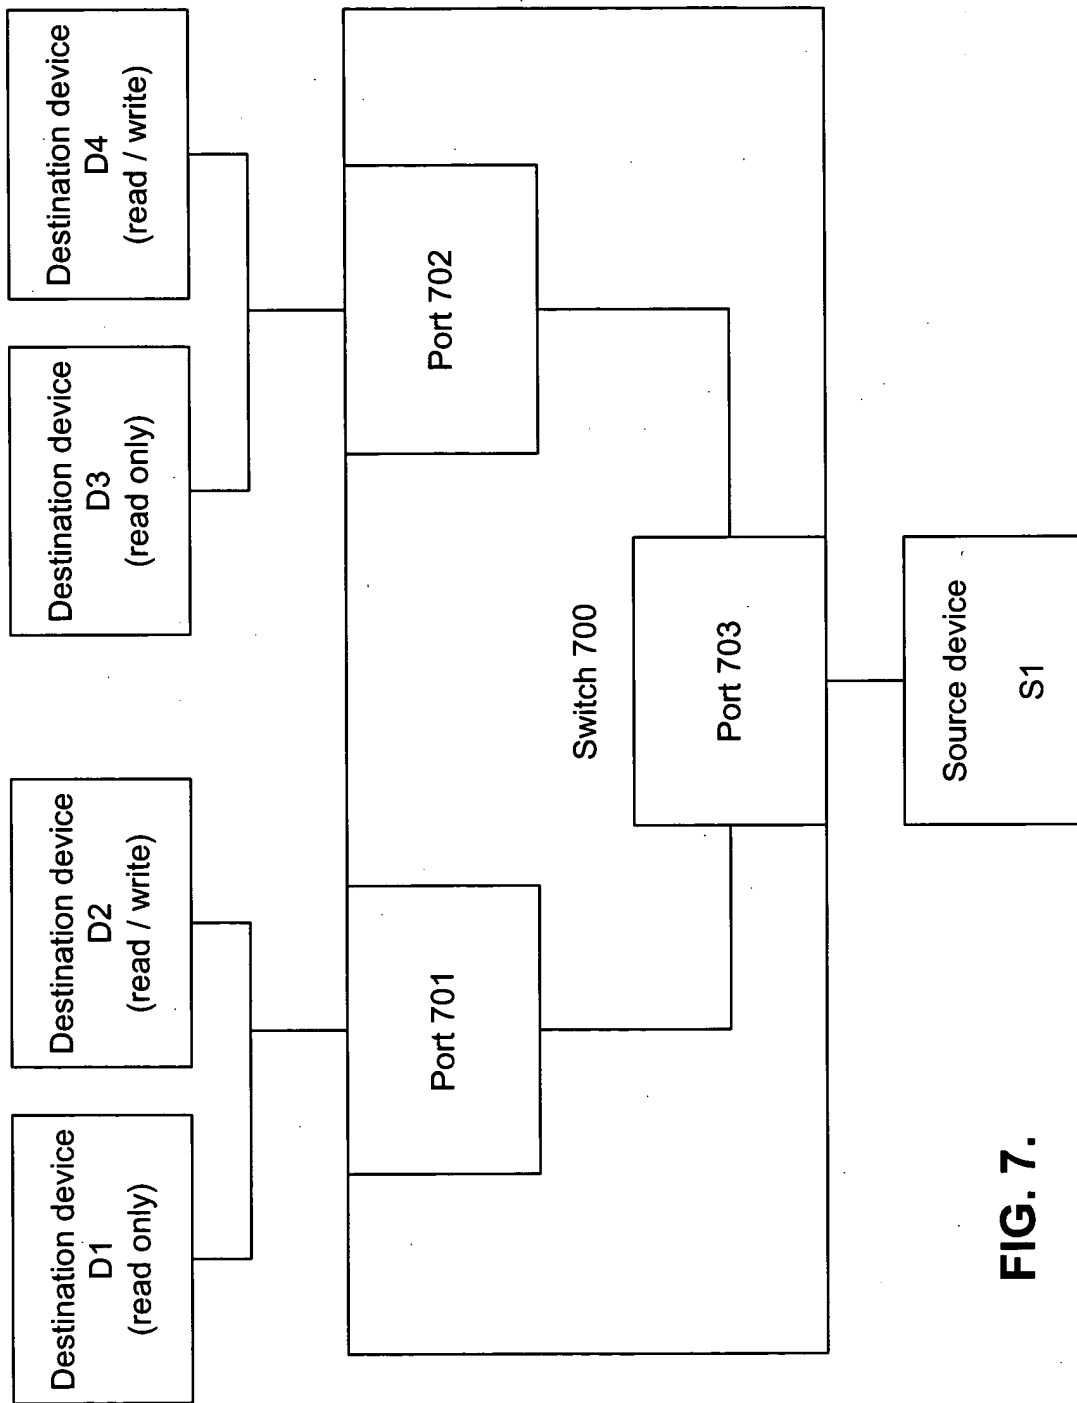 Destination device
D1
(read only)
Destination device
D2
(read / write)
Destination device
D3
(read only)
Destination device
D4
(read / write)
Port 701
Port 702
Switch 700
Port 703
Source device
S1
FIG. 7.